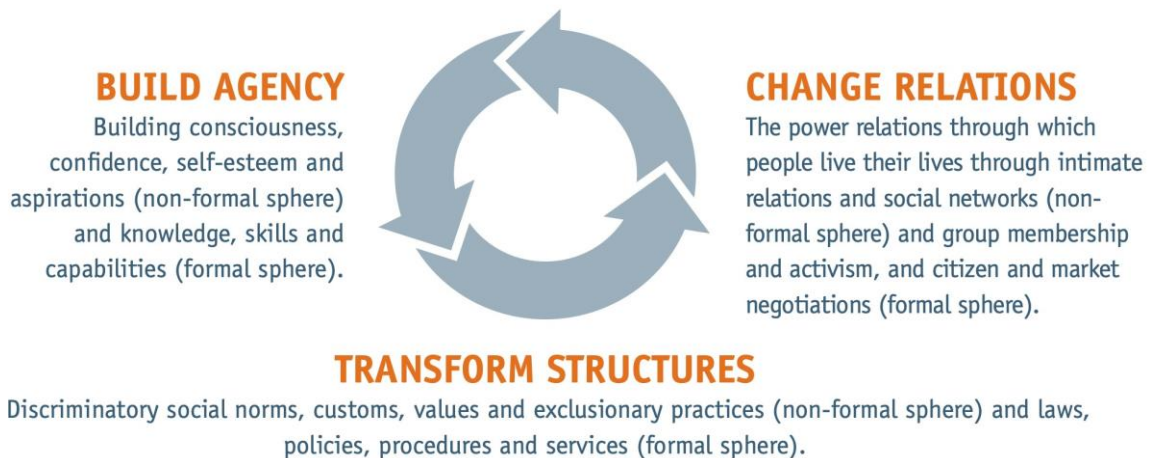 BUILD AGENCY
Building consciousness,
confidence, self-esteem and
aspirations (non-formal sphere)
and knowledge, skills and
capabilities (formal sphere).
CHANGE RELATIONS
The power relations through which
people live their lives through intimate
relations and social networks (non-
formal sphere) and group membership
and activism, and citizen and market
negotiations (formal sphere).
TRANSFORM STRUCTURES
Discriminatory social norms, customs, values and exclusionary practices (non-formal sphere) and laws,
policies, procedures and services (formal sphere).